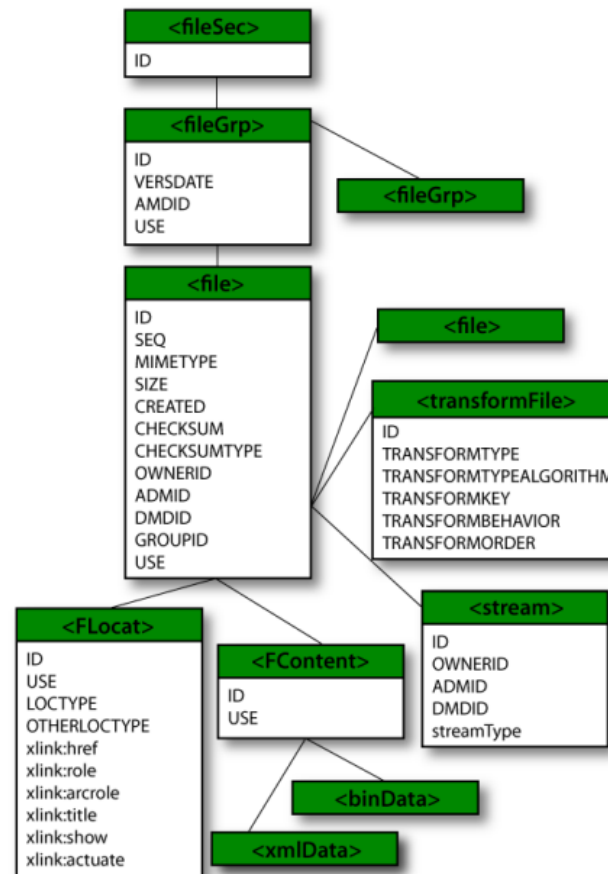 <fileSec>
ID
<fileGrp>
ID
VERSDATE
AMDID
USE
<fileGrp>
<file>
ID
SEQ
MIMETYPE
SIZE
CREATED
CHECKSUM
CHECKSUMTYPE
OWNERID
ADMID
DMDID
GROUPID
USE
<file>
<transformFile>
ID
TRANSFORMTYPE
TRANSFORMTYPEALGORITHM
TRANSFORMKEY
TRANSFORMBEHAVIOR
TRANSFORMORDER
<stream>
ID
OWNERID
ADMID
DMDID
streamType
<FLocat>
ID
USE
LOCTYPE
OTHERLOCTYPE
xlink:href
xlink:role
xlink:arcrole
xlink:title
xlink:show
xlink:actuate
<FContent>
ID
USE
<binData>
<xmlData>